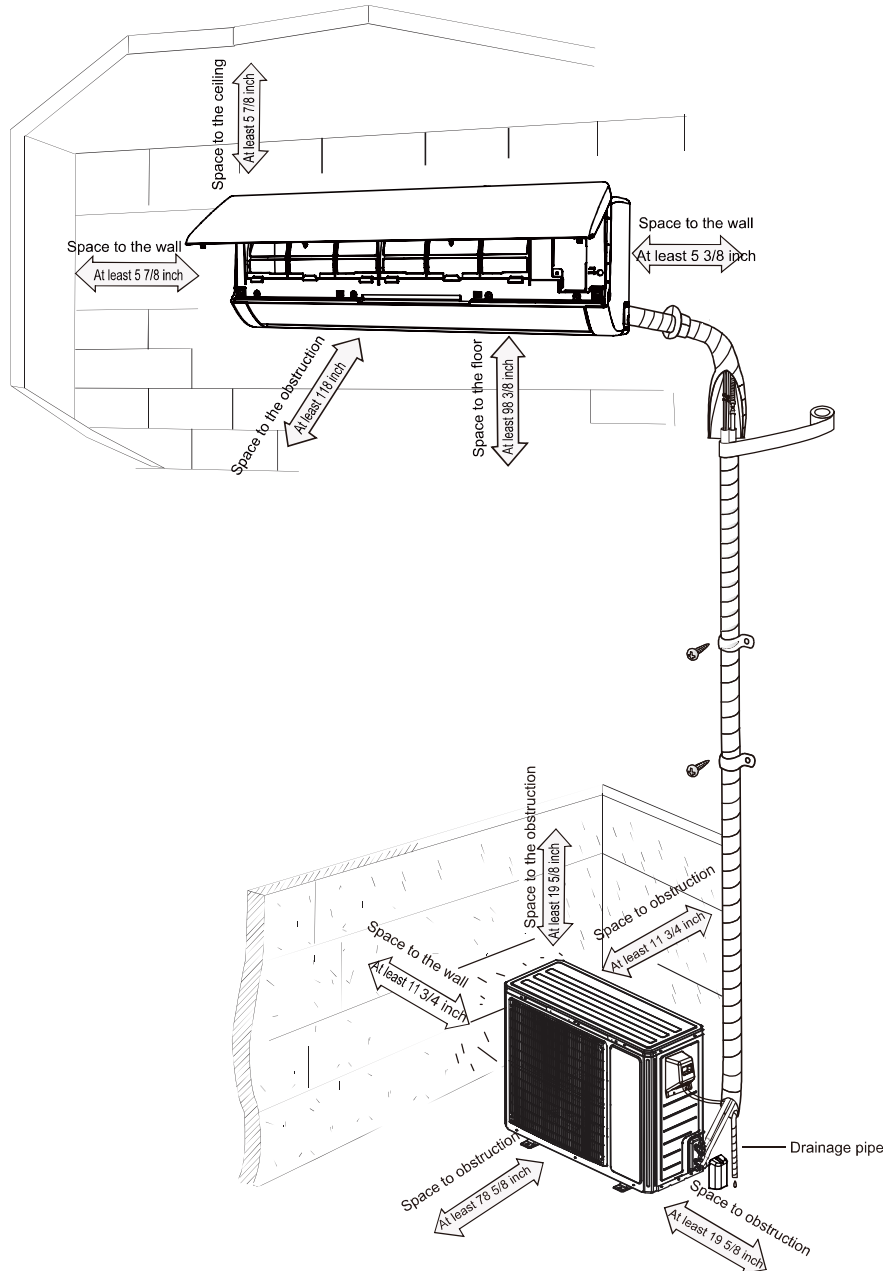 Space to the ceiling
At least 5 7/8 inch
Space to the wall
At least 5 7/8 inch
Space to the wall
At least 5 3/8 inch
Space to the obstruction
At least 118 inch
Space to the floor
At least 98 3/8 inch
Space to the obstruction
At least 19 5/8 inch
Space to obstruction
At least 11 3/4 inch
Space to the wall
At least 11 3/4 inch
Drainage pipe
Space to obstruction
At least 78 5/8 inch
Space to obstruction
At least 19 5/8 inch